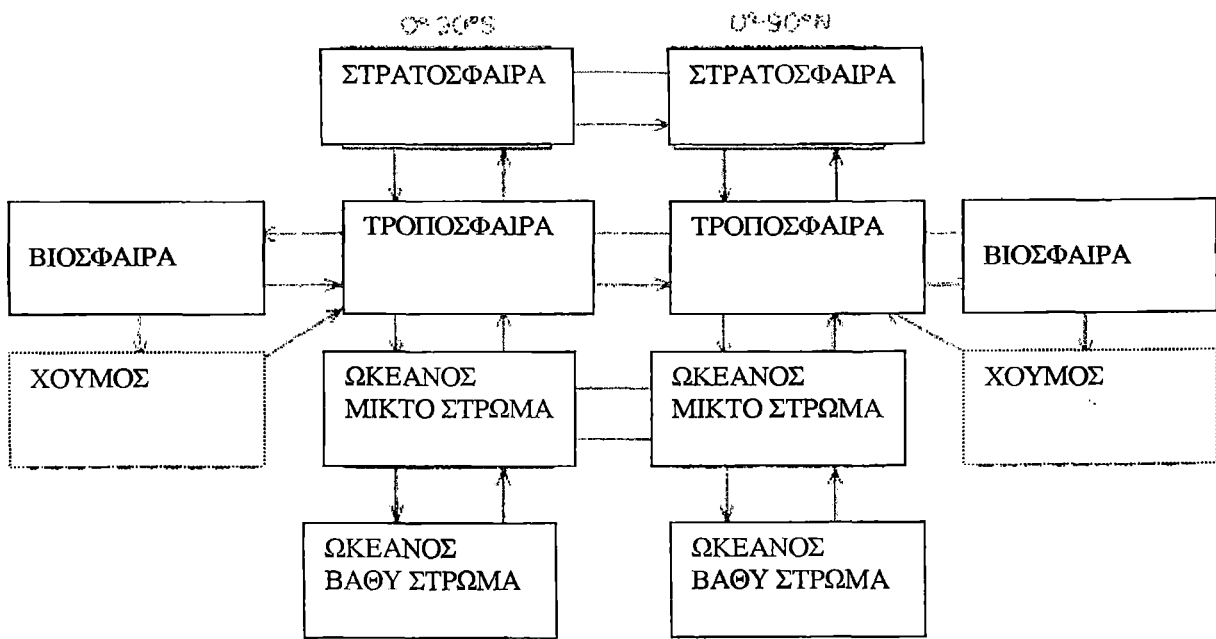 0°-90°S
0°-90°N
ΣΤΡΑΤΟΣΦΑΙΡΑ
ΣΤΡΑΤΟΣΦΑΙΡΑ
ΒΙΟΣΦΑΙΡΑ
ΤΡΟΠΟΣΦΑΙΡΑ
ΤΡΟΠΟΣΦΑΙΡΑ
ΒΙΟΣΦΑΙΡΑ
ΧΟΥΜΟΣ
ΩΚΕΑΝΟΣ
ΜΙΚΤΟ ΣΤΡΩΜΑ
ΩΚΕΑΝΟΣ
ΜΙΚΤΟ ΣΤΡΩΜΑ
ΧΟΥΜΟΣ
ΩΚΕΑΝΟΣ
ΒΑΘΥ ΣΤΡΩΜΑ
ΩΚΕΑΝΟΣ
ΒΑΘΥ ΣΤΡΩΜΑ